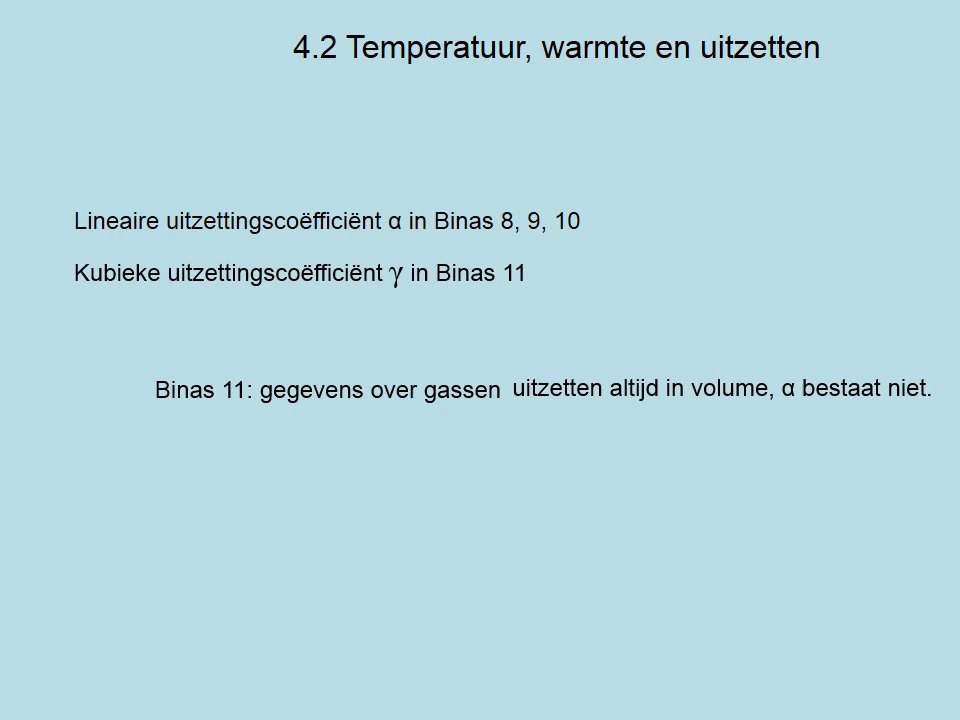 4.2 Temperatuur, warmte en uitzetten
Lineaire uitzettingscoëfficiënt α in Binas 8, 9, 10
Kubieke uitzettingscoëfficiënt γ in Binas 11
Binas 11: gegevens over gassen uitzetten altijd in volume, α bestaat niet.